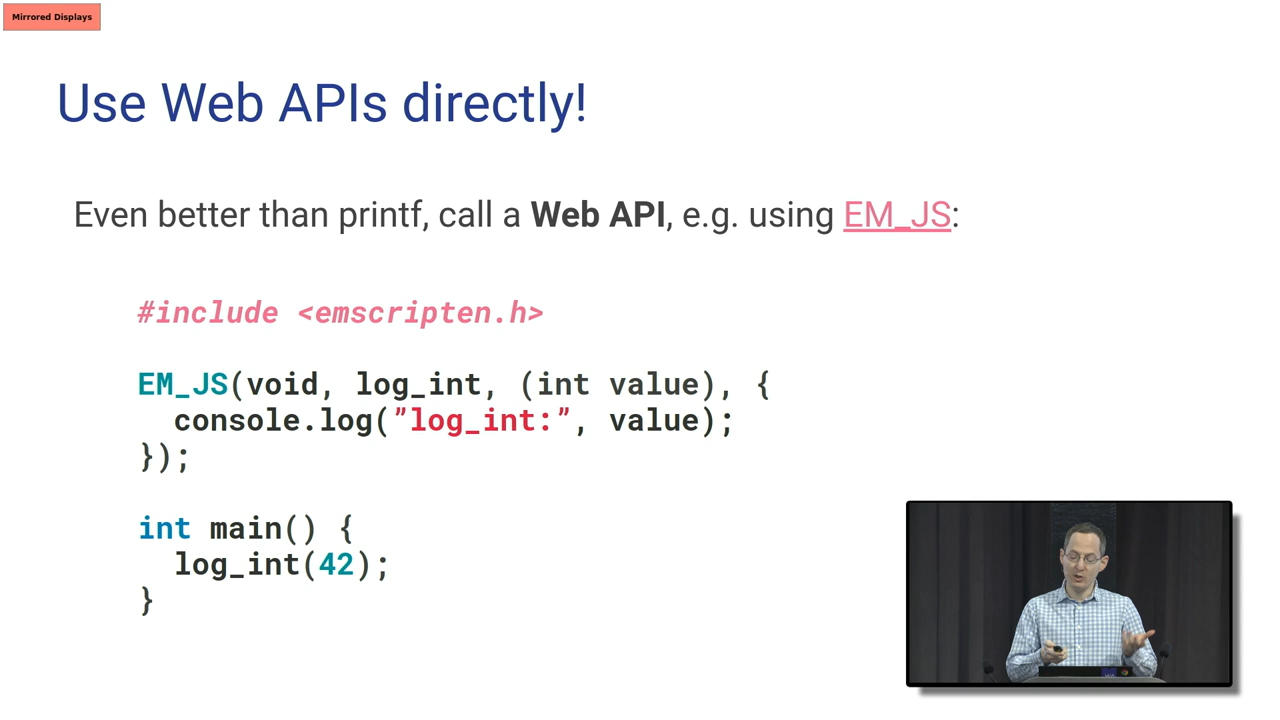 Mirrored Displays
Use Web APIs directly!
Even better than printf, call a Web API, e.g. using EM_JS:
#include <emscripten.h>
EM_JS(void, log_int, (int value), {
console.log(”log_int:”, value);
});
int main() {
log_int(42);
}